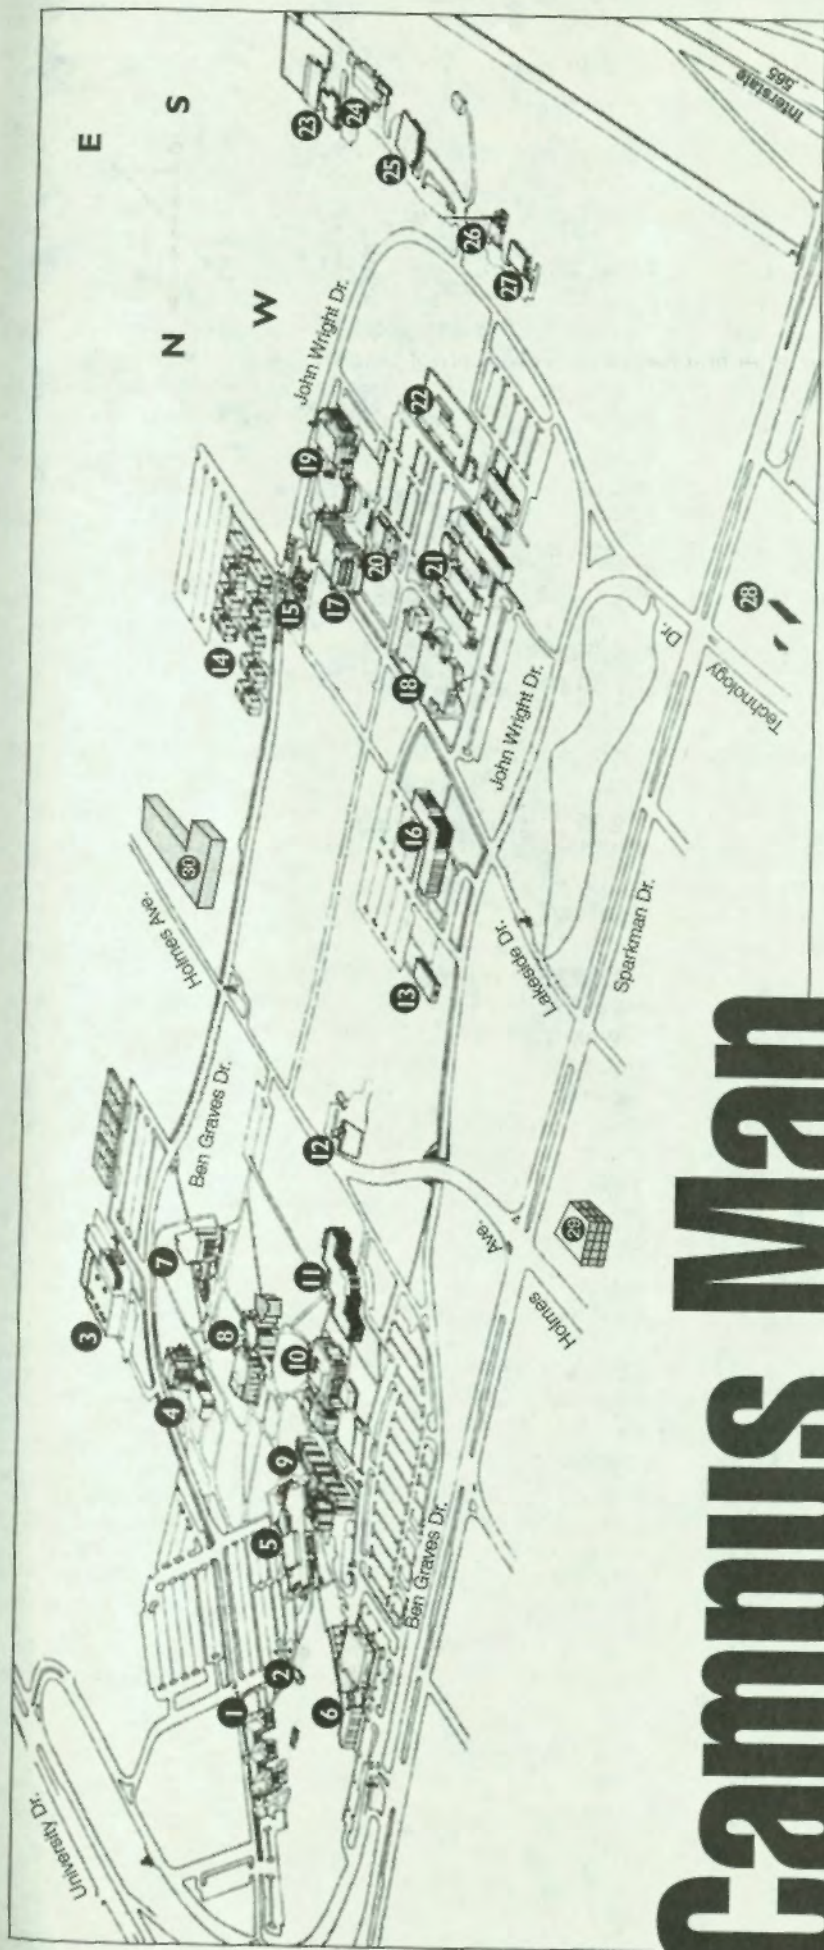 University Dr.
E
S
N
W
3
4
7
Ben Graves Dr.
Holmes Ave.
30
14
15
John Wright Dr.
23
24
25
26
27
1
2
5
8
9
10
11
12
6
Ben Graves Dr.
17
19
20
18
21
22
16
13
John Wright Dr.
Lakeside Dr.
Holmes
Ave.
29
Sparkman Dr.
Technology
Dr.
28
Interstate
565
Campus Map